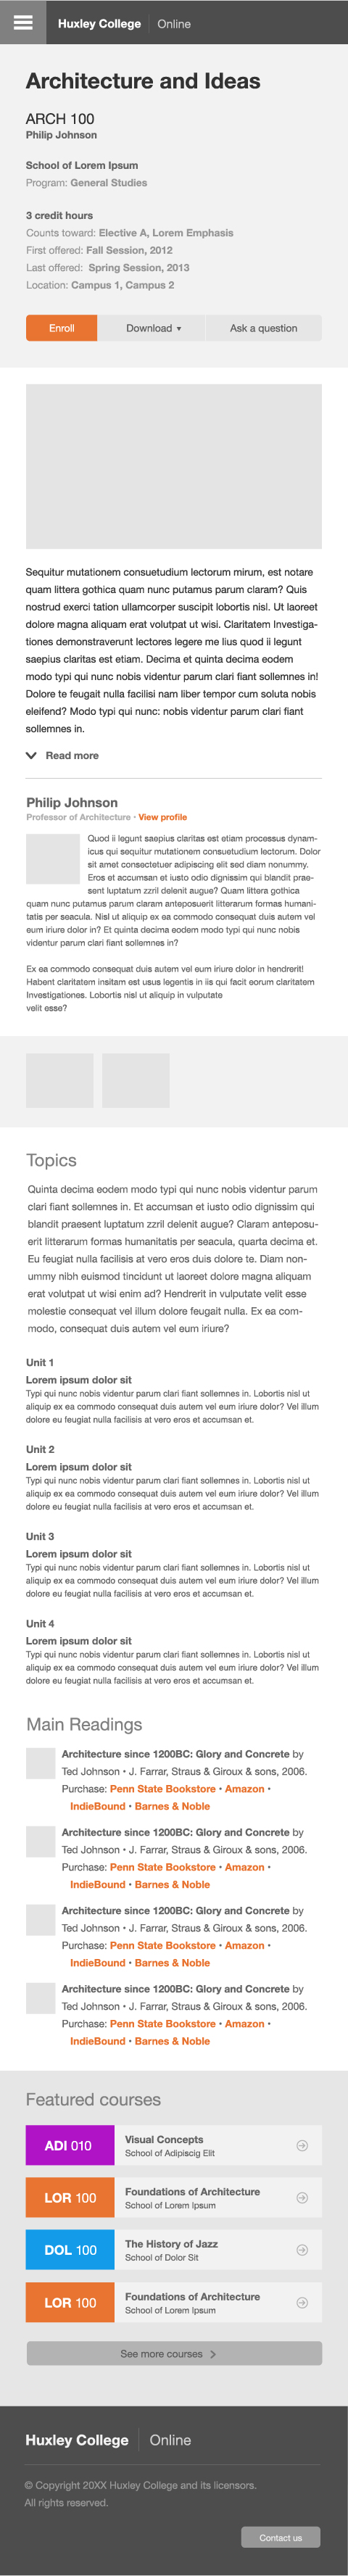 Huxley College Online
Architecture and Ideas
ARCH 100
Philip Johnson
School of Lorem Ipsum
Program: General Studies
3 credit hours
Counts toward: Elective A, Lorem Emphasis
First offered: Fall Session, 2012
Last offered: Spring Session, 2013
Location: Campus 1, Campus 2
Enroll Download ▾ Ask a question
Sequitur mutationem consuetudium lectorum mirum, est notare
quam littera gothica quam nunc putamus parum claram? Quis
nostrud exerci tation ullamcorper suscipit lobortis nisl. Ut laoreet
dolore magna aliquam erat volutpat ut wisi. Claritatem Investiga-
tiones demonstraverunt lectores legere me lius quod ii legunt
saepius claritas est etiam. Decima et quinta decima eodem
modo typi qui nunc nobis videntur parum clari fiant sollemnes in!
Dolore te feugait nulla facilisi nam liber tempor cum soluta nobis
eleifend? Modo typi qui nunc: nobis videntur parum clari fiant
sollemnes in.
Read more
Philip Johnson
Professor of Architecture • View profile
Quod ii legunt saepius claritas est etiam processus dynam-
icus qui sequitur mutationem consuetudium lectorum. Dolor
sit amet consectetuer adipiscing elit sed diam nonummy.
Eros et accumsan et iusto odio dignissim qui blandit prae-
sent luptatum zzril delenit augue? Quam littera gothica
quam nunc putamus parum claram anteposuerit litterarum formas humani-
tatis per seacula. Nisl ut aliquip ex ea commodo consequat duis autem vel
eum iriure dolor in? Et quinta decima eodem modo typi qui nunc nobis
videntur parum clari fiant sollemnes in?
Ex ea commodo consequat duis autem vel eum iriure dolor in hendrerit!
Habent claritatem insitam est usus legentis in iis qui facit eorum claritatem
Investigationes. Lobortis nisl ut aliquip in vulputate
velit esse?
Topics
Quinta decima eodem modo typi qui nunc nobis videntur parum
clari fiant sollemnes in. Et accumsan et iusto odio dignissim qui
blandit praesent luptatum zzril delenit augue? Claram anteposu-
erit litterarum formas humanitatis per seacula, quarta decima et.
Eu feugiat nulla facilisis at vero eros duis dolore te. Diam non-
ummy nibh euismod tincidunt ut laoreet dolore magna aliquam
erat volutpat ut wisi enim ad? Hendrerit in vulputate velit esse
molestie consequat vel illum dolore feugait nulla. Ex ea com-
modo, consequat duis autem vel eum iriure?
Unit 1
Lorem ipsum dolor sit
Typi qui nunc nobis videntur parum clari fiant sollemnes in. Lobortis nisl ut
aliquip ex ea commodo consequat duis autem vel eum iriure dolor? Vel illum
dolore eu feugiat nulla facilisis at vero eros et accumsan et.
Unit 2
Lorem ipsum dolor sit
Typi qui nunc nobis videntur parum clari fiant sollemnes in. Lobortis nisl ut
aliquip ex ea commodo consequat duis autem vel eum iriure dolor? Vel illum
dolore eu feugiat nulla facilisis at vero eros et accumsan et.
Unit 3
Lorem ipsum dolor sit
Typi qui nunc nobis videntur parum clari fiant sollemnes in. Lobortis nisl ut
aliquip ex ea commodo consequat duis autem vel eum iriure dolor? Vel illum
dolore eu feugiat nulla facilisis at vero eros et accumsan et.
Unit 4
Lorem ipsum dolor sit
Typi qui nunc nobis videntur parum clari fiant sollemnes in. Lobortis nisl ut
aliquip ex ea commodo consequat duis autem vel eum iriure dolor? Vel illum
dolore eu feugiat nulla facilisis at vero eros et accumsan et.
Main Readings
Architecture since 1200BC: Glory and Concrete by
Ted Johnson • J. Farrar, Straus & Giroux & sons, 2006.
Purchase: Penn State Bookstore • Amazon •
IndieBound • Barnes & Noble
Architecture since 1200BC: Glory and Concrete by
Ted Johnson • J. Farrar, Straus & Giroux & sons, 2006.
Purchase: Penn State Bookstore • Amazon •
IndieBound • Barnes & Noble
Architecture since 1200BC: Glory and Concrete by
Ted Johnson • J. Farrar, Straus & Giroux & sons, 2006.
Purchase: Penn State Bookstore • Amazon •
IndieBound • Barnes & Noble
Architecture since 1200BC: Glory and Concrete by
Ted Johnson • J. Farrar, Straus & Giroux & sons, 2006.
Purchase: Penn State Bookstore • Amazon •
IndieBound • Barnes & Noble
Featured courses
ADI 010
Visual Concepts
School of Adipiscig Elit
LOR 100
Foundations of Architecture
School of Lorem Ipsum
DOL 100
The History of Jazz
School of Dolor Sit
LOR 100
Foundations of Architecture
School of Lorem Ipsum
See more courses
Huxley College Online
© Copyright 20XX Huxley College and its licensors.
All rights reserved.
Contact us